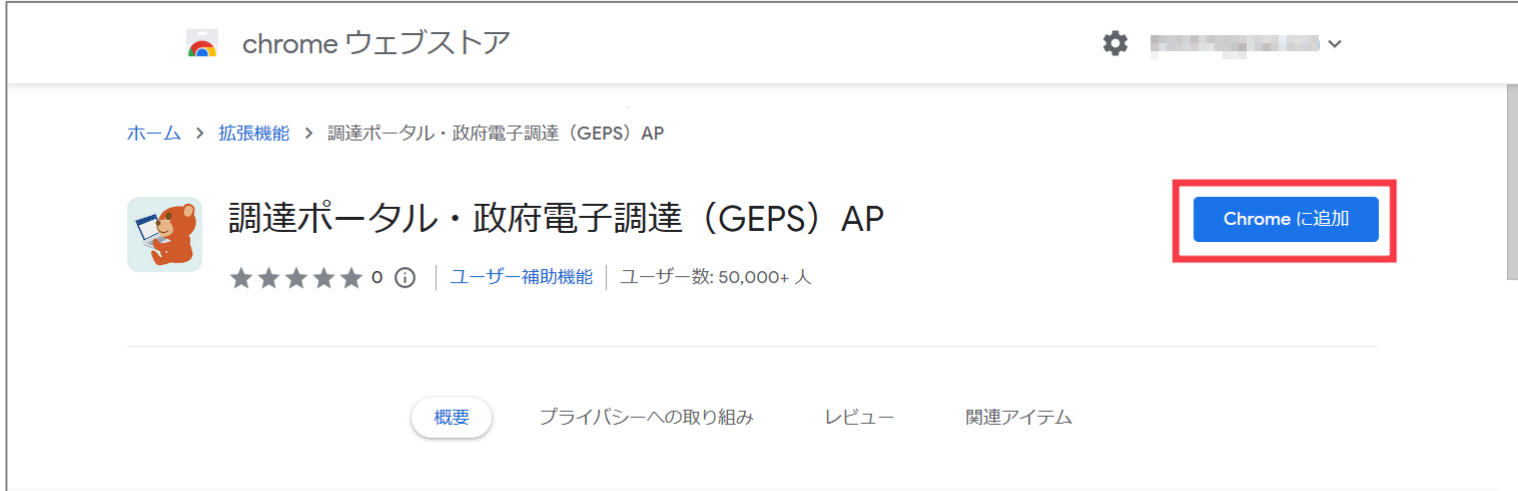 chrome ウェブストア
ホーム > 拡張機能 > 調達ポータル・政府電子調達（GEPS）AP
調達ポータル・政府電子調達（GEPS）AP
Chrome に追加
0 ユーザー補助機能 ユーザー数: 50,000+ 人
概要 プライバシーへの取り組み レビュー 関連アイテム